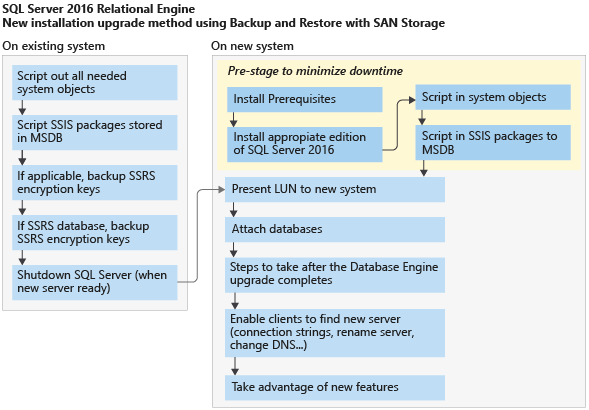 SQL Server 2016 Relational Engine
New installation upgrade method using Backup and Restore with SAN Storage
On existing system
Script out all needed
system objects
Script SSIS packages stored
in MSDB
If applicable, backup SSRS
encryption keys
If SSRS database, backup
SSRS encryption keys
Shutdown SQL Server (when
new server ready)
On new system
Pre-stage to minimize downtime
Install Prerequisites
Install appropiate edition
of SQL Server 2016
Script in system objects
Script in SSIS packages to
MSDB
Present LUN to new system
Attach databases
Steps to take after the Database Engine
upgrade completes
Enable clients to find new server
(connection strings, rename server,
change DNS...)
Take advantage of new features